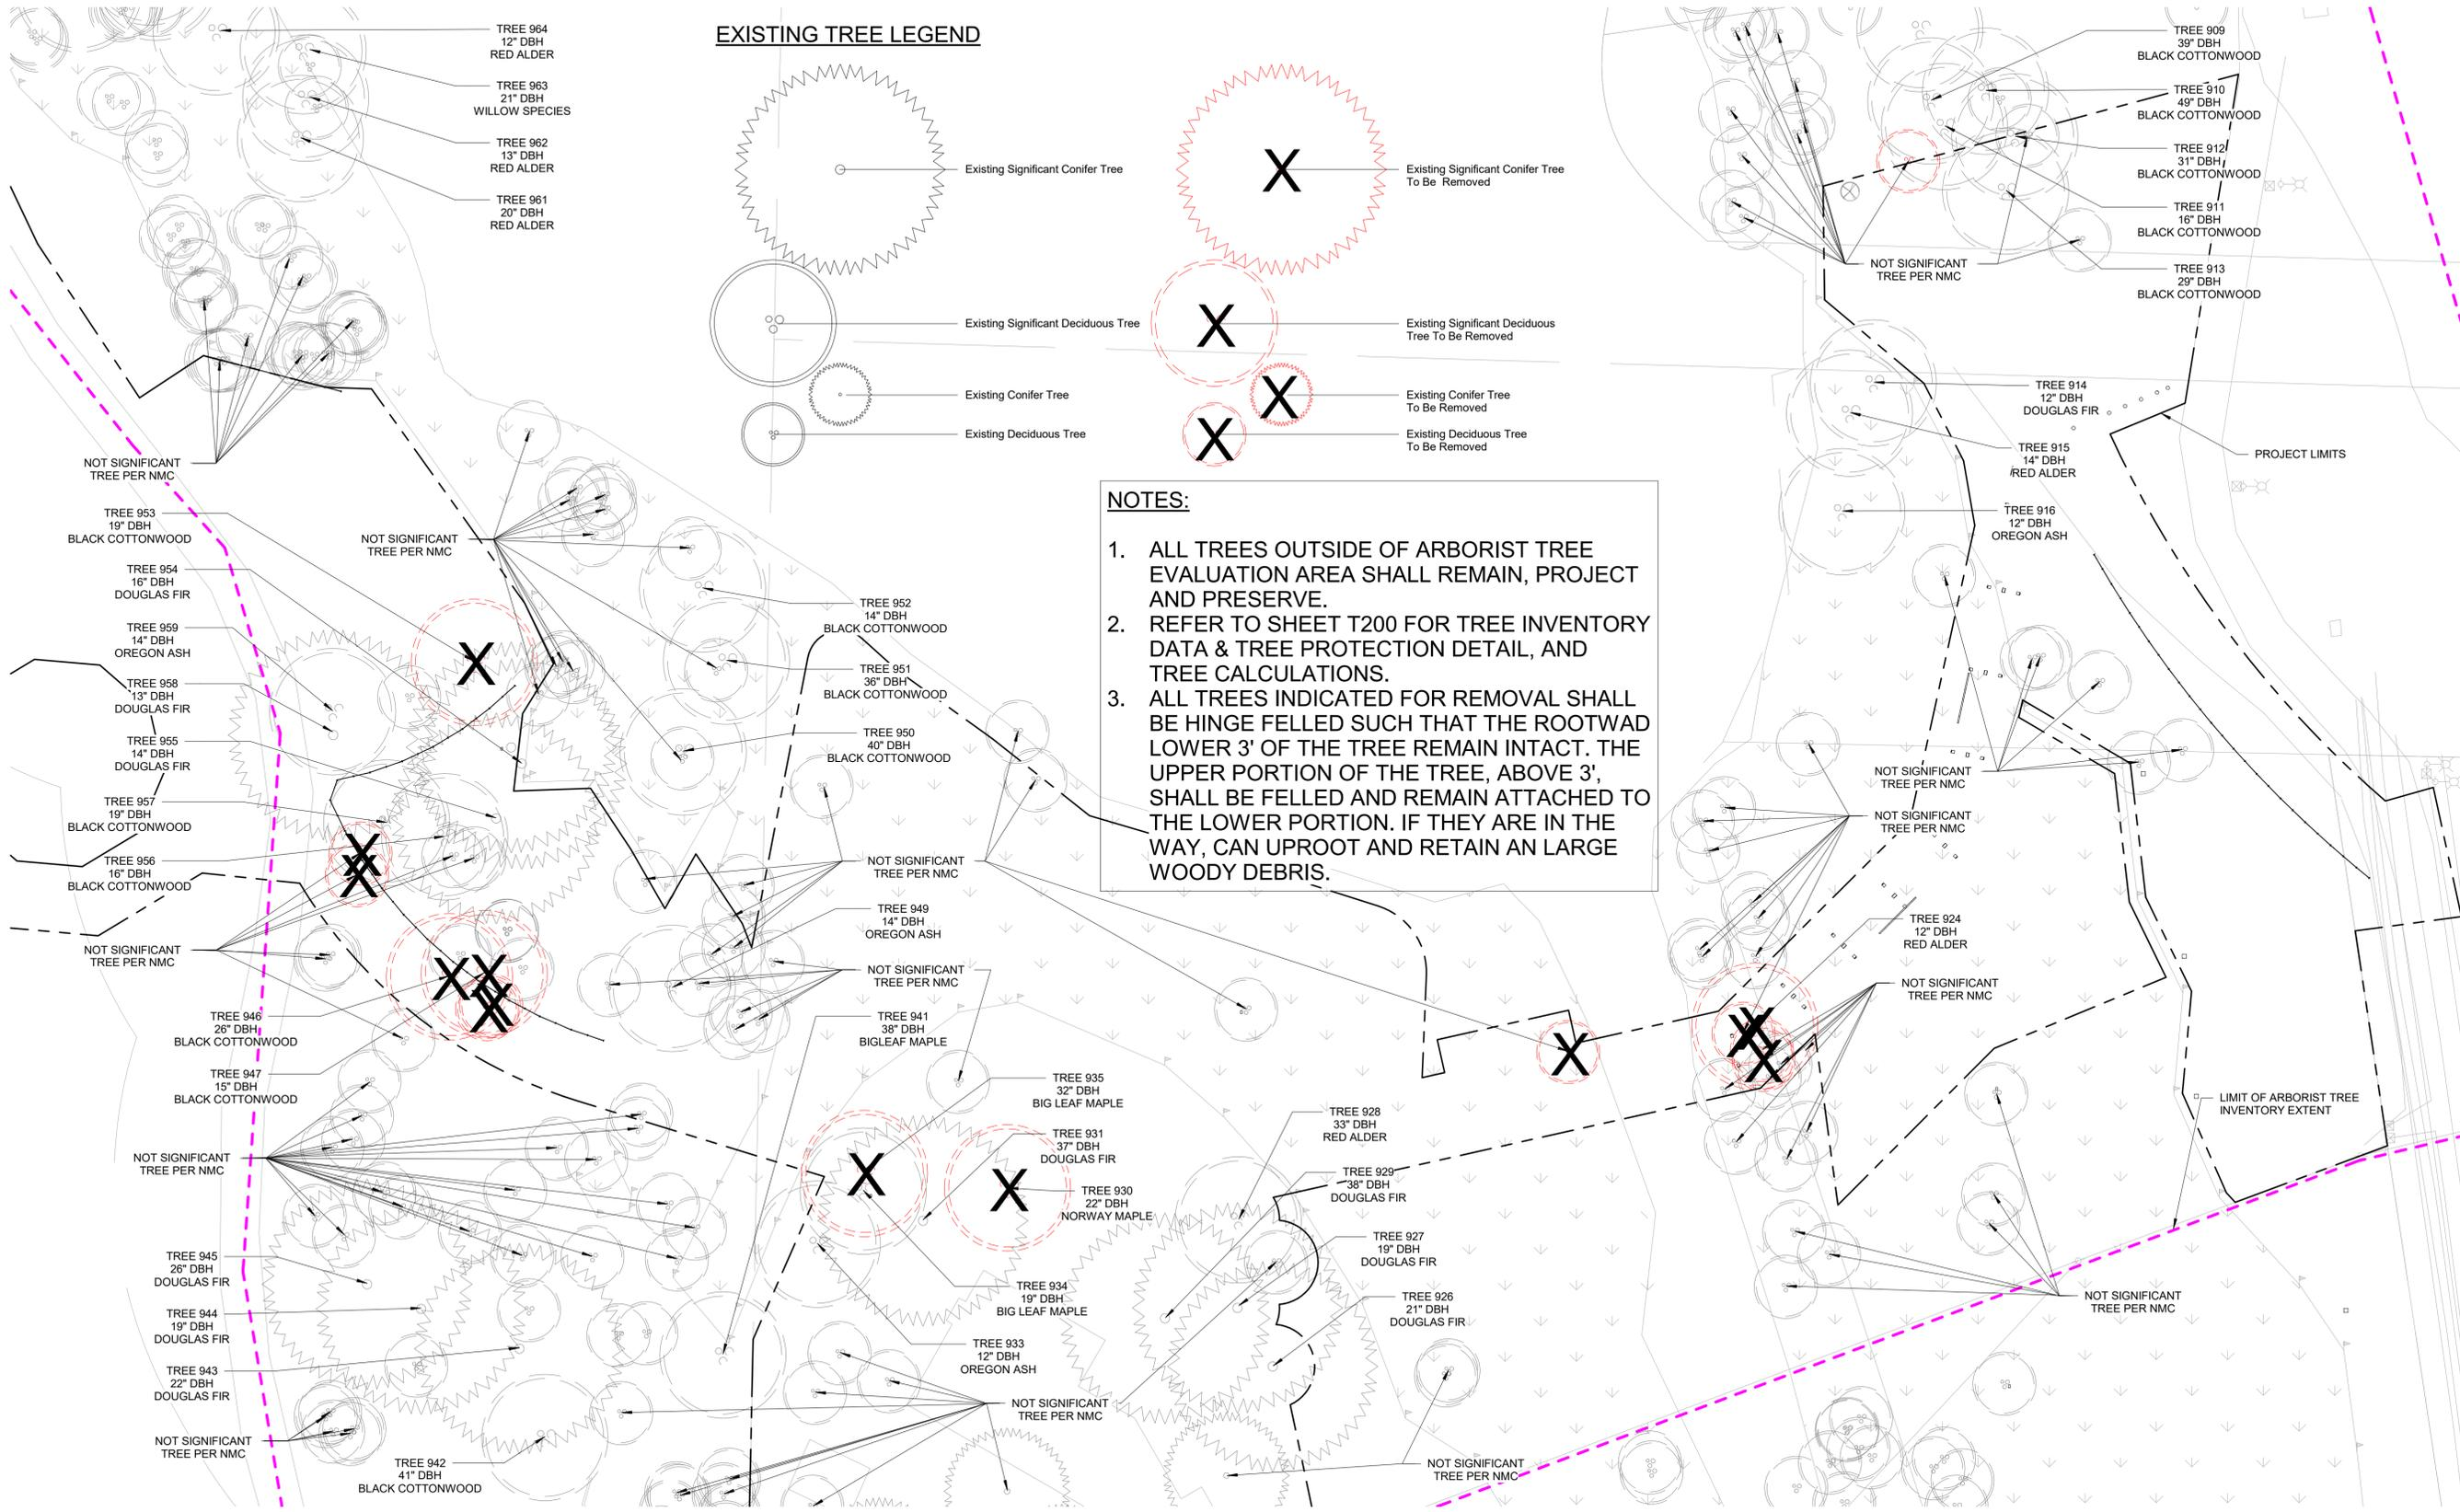 EXISTING TREE LEGEND
Existing Significant Conifer Tree
Existing Significant Conifer Tree
To Be Removed
Existing Significant Deciduous Tree
Existing Significant Deciduous
Tree To Be Removed
Existing Conifer Tree
Existing Conifer Tree
To Be Removed
Existing Deciduous Tree
Existing Deciduous Tree
To Be Removed
X
X
X
X
NOTES:
1. ALL TREES OUTSIDE OF ARBORIST TREE
EVALUATION AREA SHALL REMAIN, PROJECT
AND PRESERVE.
2. REFER TO SHEET T200 FOR TREE INVENTORY
DATA & TREE PROTECTION DETAIL, AND
TREE CALCULATIONS.
3. ALL TREES INDICATED FOR REMOVAL SHALL
BE HINGE FELLED SUCH THAT THE ROOTWAD
LOWER 3' OF THE TREE REMAIN INTACT. THE
UPPER PORTION OF THE TREE, ABOVE 3',
SHALL BE FELLED AND REMAIN ATTACHED TO
THE LOWER PORTION. IF THEY ARE IN THE
WAY, CAN UPROOT AND RETAIN AN LARGE
WOODY DEBRIS.
TREE 964
12" DBH
RED ALDER
TREE 963
21" DBH
WILLOW SPECIES
TREE 962
13" DBH
RED ALDER
TREE 961
20" DBH
RED ALDER
NOT SIGNIFICANT
TREE PER NMC
TREE 953
19" DBH
BLACK COTTONWOOD
TREE 954
16" DBH
DOUGLAS FIR
TREE 959
14" DBH
OREGON ASH
TREE 958
13" DBH
DOUGLAS FIR
TREE 955
14" DBH
DOUGLAS FIR
TREE 957
19" DBH
BLACK COTTONWOOD
TREE 956
16" DBH
BLACK COTTONWOOD
NOT SIGNIFICANT
TREE PER NMC
TREE 946
26" DBH
BLACK COTTONWOOD
TREE 947
15" DBH
BLACK COTTONWOOD
NOT SIGNIFICANT
TREE PER NMC
TREE 945
26" DBH
DOUGLAS FIR
TREE 944
19" DBH
DOUGLAS FIR
TREE 943
22" DBH
DOUGLAS FIR
NOT SIGNIFICANT
TREE PER NMC
TREE 942
41" DBH
BLACK COTTONWOOD
NOT SIGNIFICANT
TREE PER NMC
X
X
X
X
X
X
X
TREE 952
14" DBH
BLACK COTTONWOOD
TREE 951
36" DBH
BLACK COTTONWOOD
TREE 950
40" DBH
BLACK COTTONWOOD
NOT SIGNIFICANT
TREE PER NMC
TREE 949
14" DBH
OREGON ASH
NOT SIGNIFICANT
TREE PER NMC
TREE 941
38" DBH
BIGLEAF MAPLE
TREE 935
32" DBH
BIG LEAF MAPLE
TREE 931
37" DBH
DOUGLAS FIR
TREE 930
22" DBH
NORWAY MAPLE
X
X
TREE 934
19" DBH
BIG LEAF MAPLE
TREE 933
12" DBH
OREGON ASH
NOT SIGNIFICANT
TREE PER NMC
TREE 928
33" DBH
RED ALDER
TREE 929
38" DBH
DOUGLAS FIR
TREE 927
19" DBH
DOUGLAS FIR
TREE 926
21" DBH
DOUGLAS FIR
NOT SIGNIFICANT
TREE PER NMC
X
X
X
X
TREE 909
39" DBH
BLACK COTTONWOOD
TREE 910
49" DBH
BLACK COTTONWOOD
TREE 912
31" DBH
BLACK COTTONWOOD
TREE 911
16" DBH
BLACK COTTONWOOD
TREE 913
29" DBH
BLACK COTTONWOOD
NOT SIGNIFICANT
TREE PER NMC
TREE 914
12" DBH
DOUGLAS FIR
TREE 915
14" DBH
RED ALDER
PROJECT LIMITS
TREE 916
12" DBH
OREGON ASH
NOT SIGNIFICANT
TREE PER NMC
NOT SIGNIFICANT
TREE PER NMC
TREE 924
12" DBH
RED ALDER
NOT SIGNIFICANT
TREE PER NMC
LIMIT OF ARBORIST TREE
INVENTORY EXTENT
NOT SIGNIFICANT
TREE PER NMC